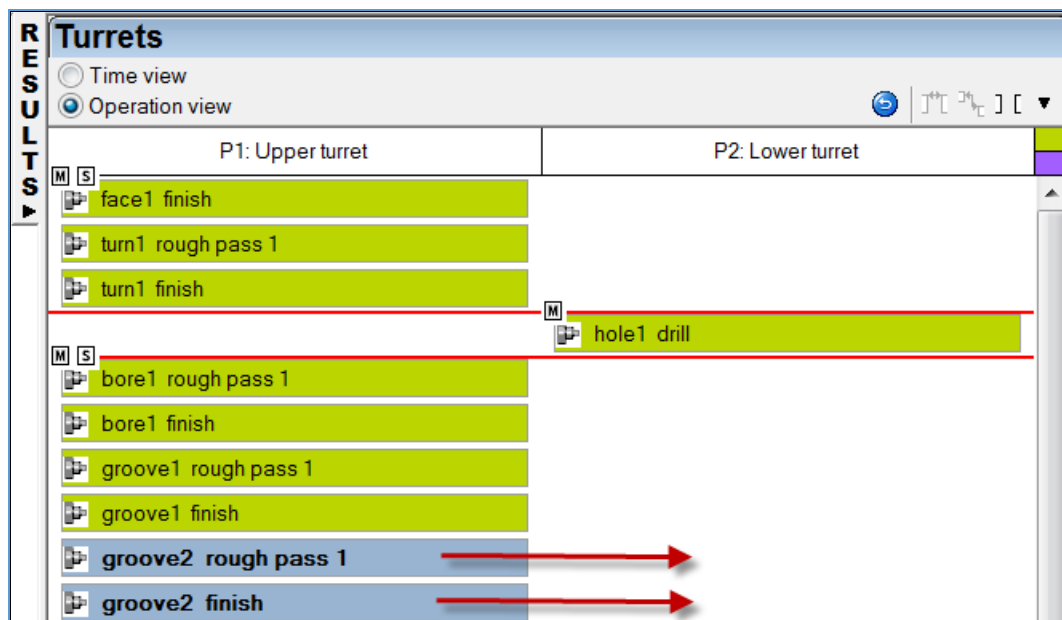 RESULTS
Turrets
Time view
Operation view
P1: Upper turret
P2: Lower turret
M S
face1 finish
turn1 rough pass 1
turn1 finish
M
hole1 drill
M S
bore1 rough pass 1
bore1 finish
groove1 rough pass 1
groove1 finish
groove2 rough pass 1
groove2 finish